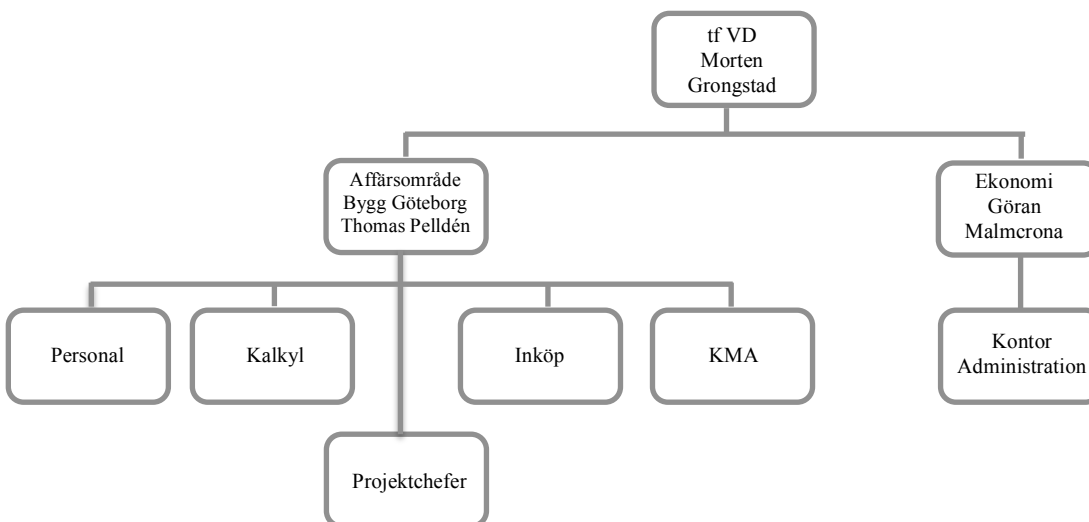 tf VD
Morten
Grongstad
Affärsområde
Bygg Göteborg
Thomas Pelldén
Ekonomi
Göran
Malmcrona
Personal
Kalkyl
Inköp
KMA
Kontor
Administration
Projektchefer